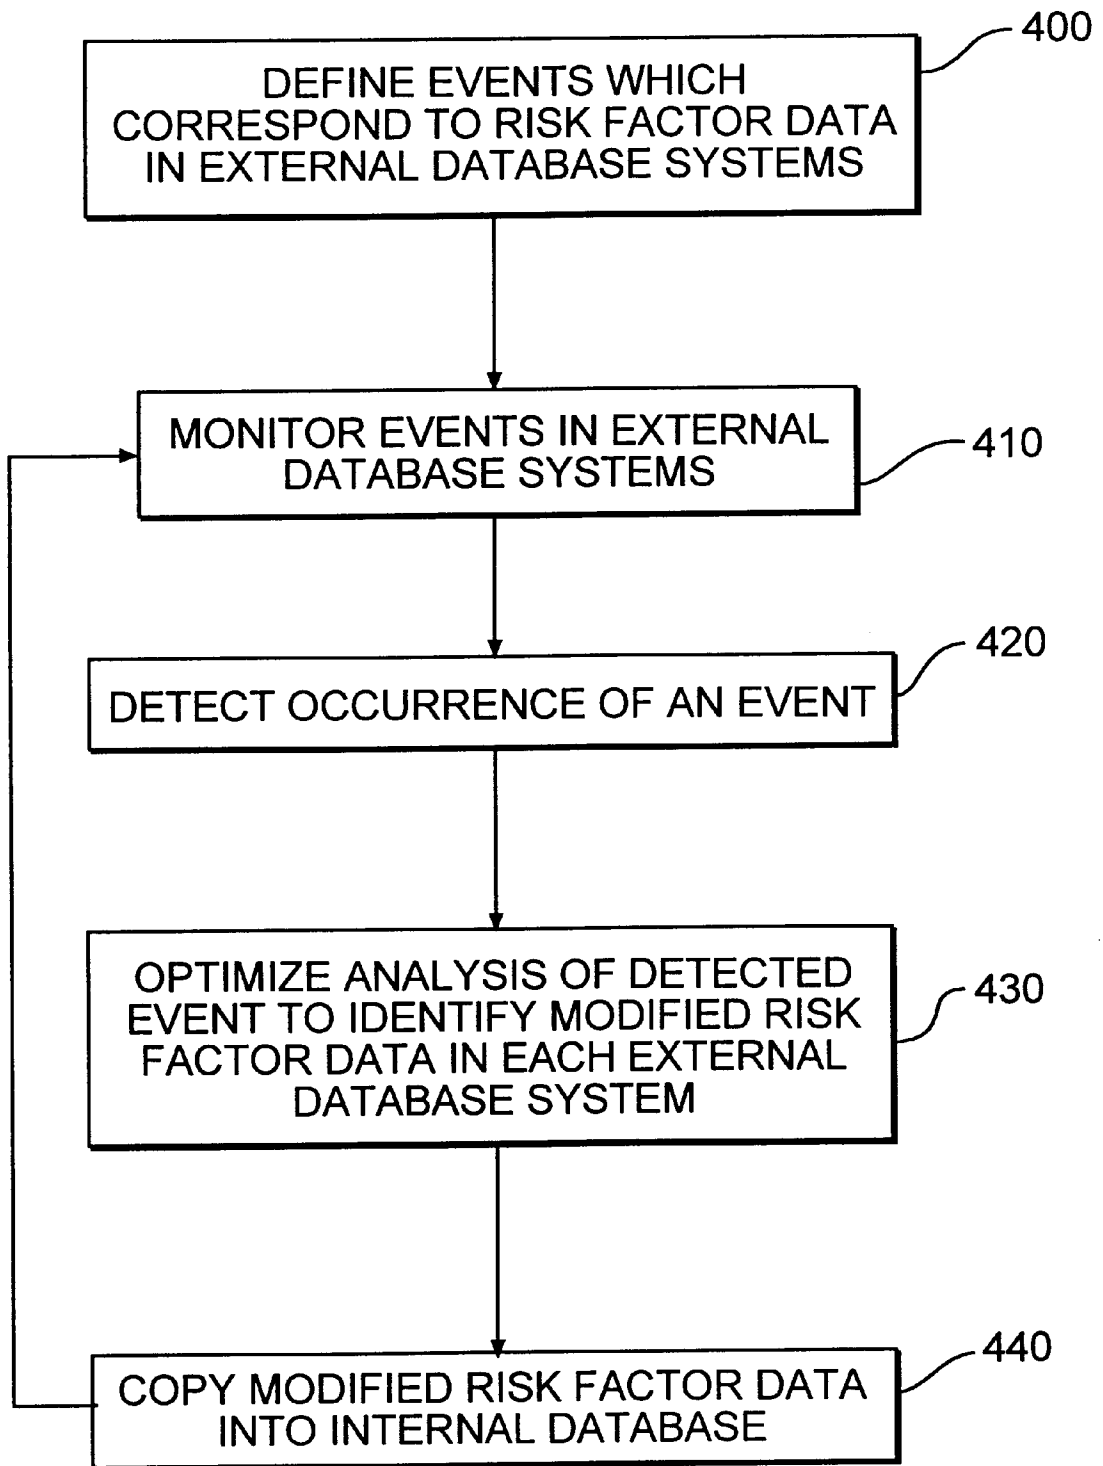 400
DEFINE EVENTS WHICH
CORRESPOND TO RISK FACTOR DATA
IN EXTERNAL DATABASE SYSTEMS
MONITOR EVENTS IN EXTERNAL
DATABASE SYSTEMS
410
420
DETECT OCCURRENCE OF AN EVENT
OPTIMIZE ANALYSIS OF DETECTED
EVENT TO IDENTIFY MODIFIED RISK
FACTOR DATA IN EACH EXTERNAL
DATABASE SYSTEM
430
440
COPY MODIFIED RISK FACTOR DATA
INTO INTERNAL DATABASE